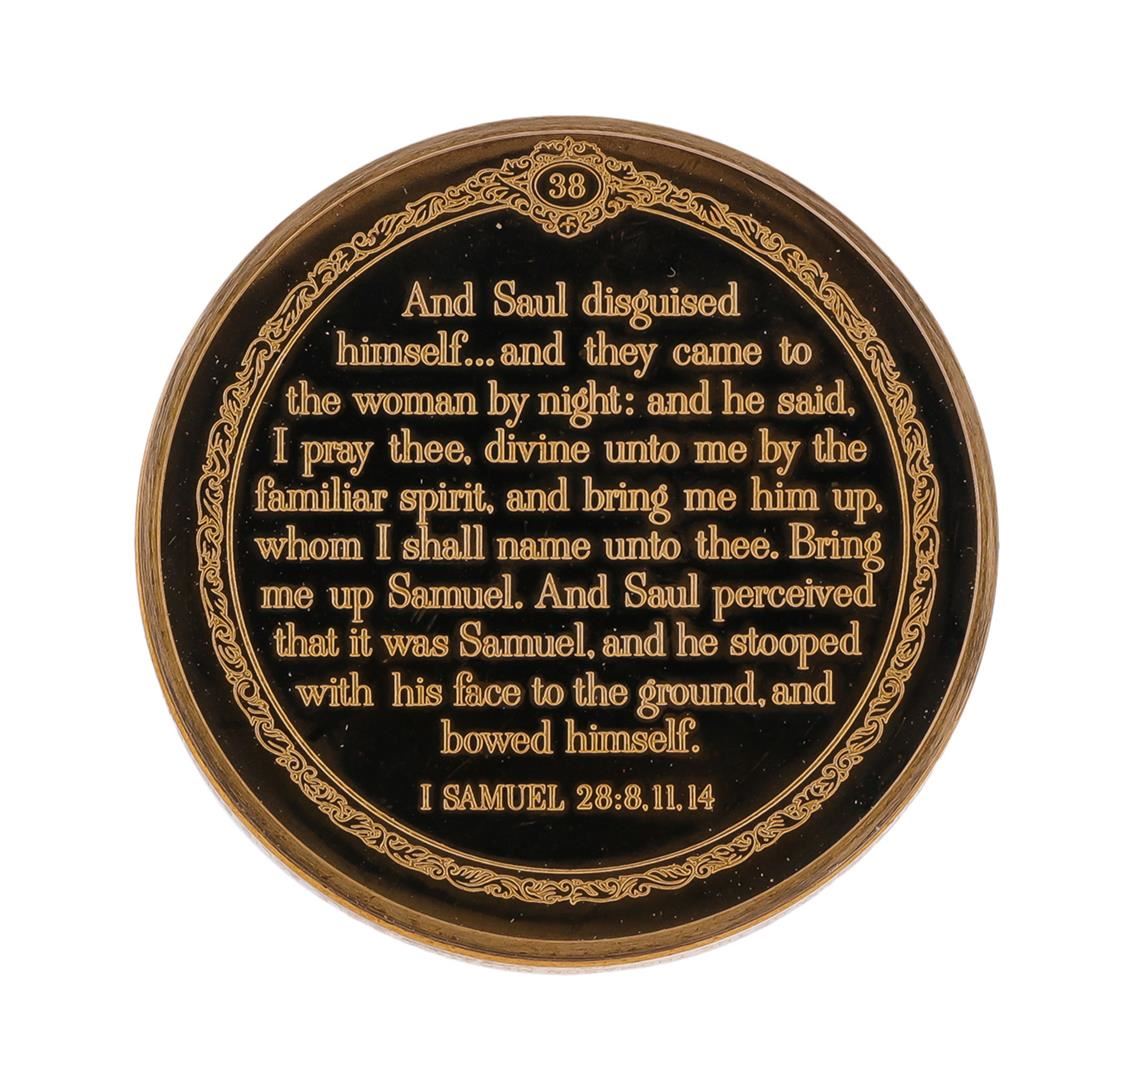 38
And Saul disguised
himself... and they came to
the woman by night: and he said,
I pray thee, divine unto me by the
familiar spirit, and bring me him up,
whom I shall name unto thee. Bring
me up Samuel. And Saul perceived
that it was Samuel, and he stooped
with his face to the ground, and
bowed himself.
I SAMUEL 28:8, 11, 14